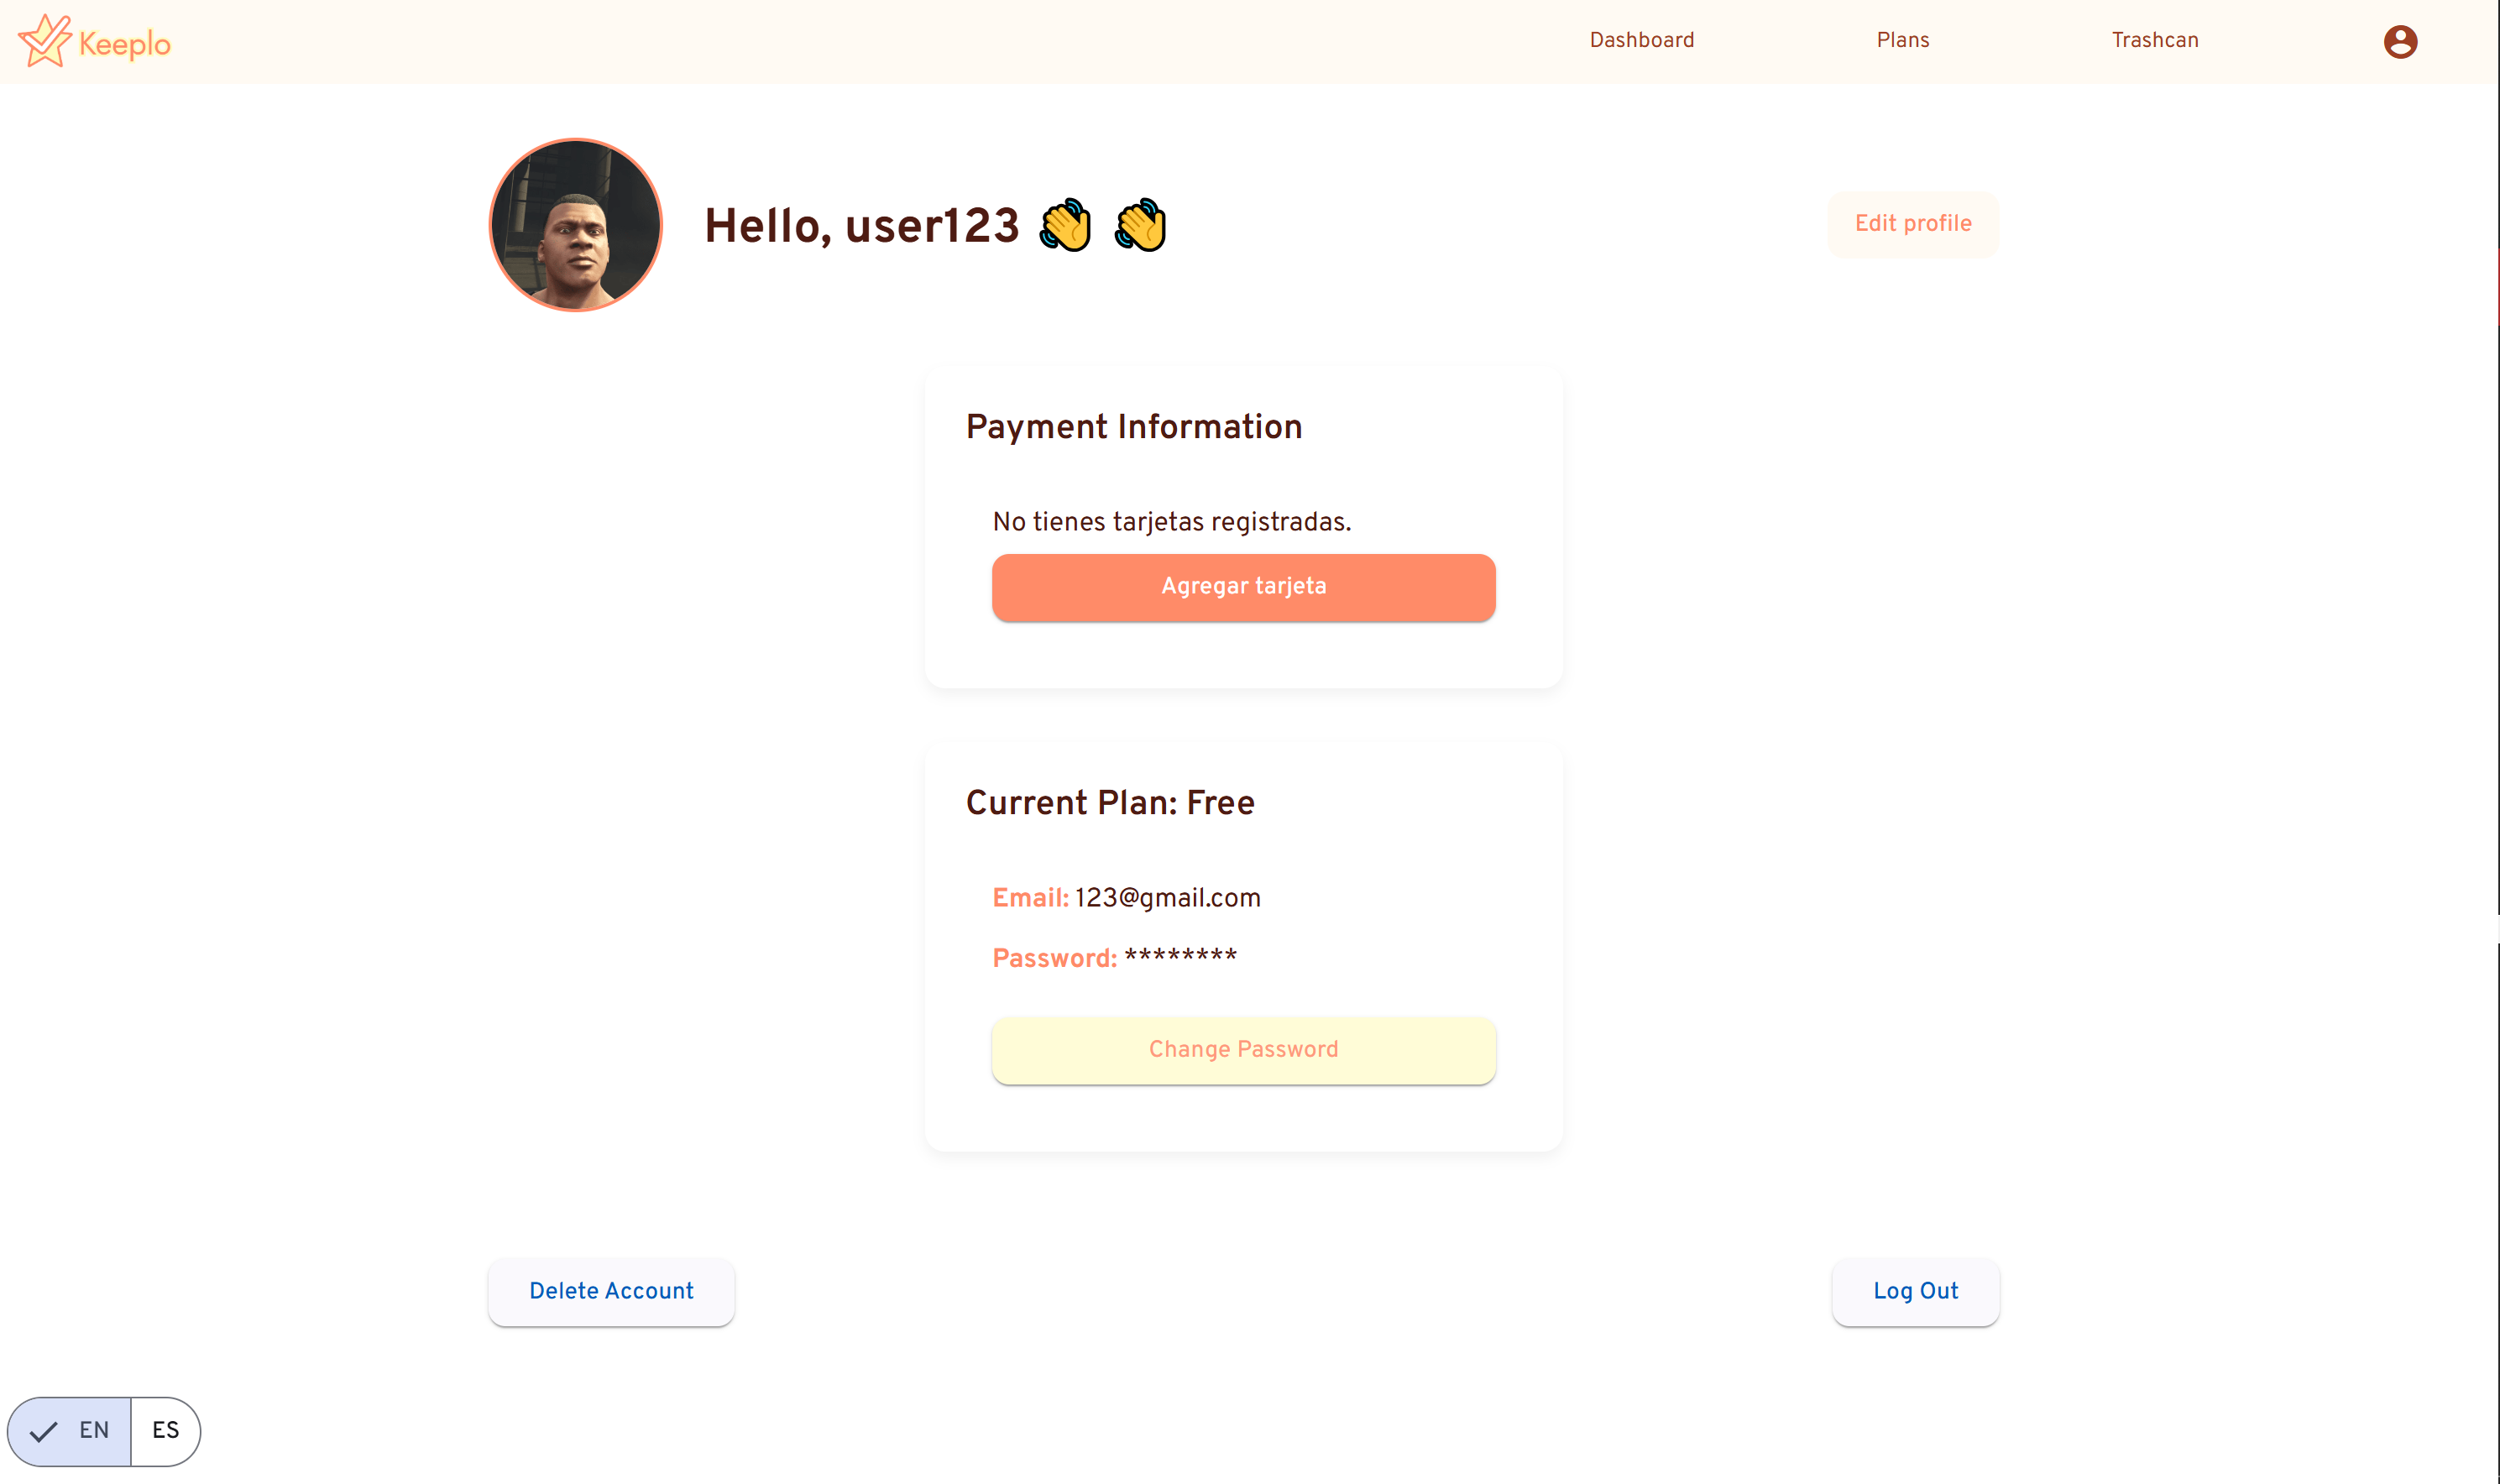 Keeplo
Dashboard
Plans
Trashcan
Hello, user123 👋 👋
Edit profile
Payment Information
No tienes tarjetas registradas.
Agregar tarjeta
Current Plan: Free
Email: 123@gmail.com
Password: ********
Change Password
Delete Account
Log Out
EN
ES